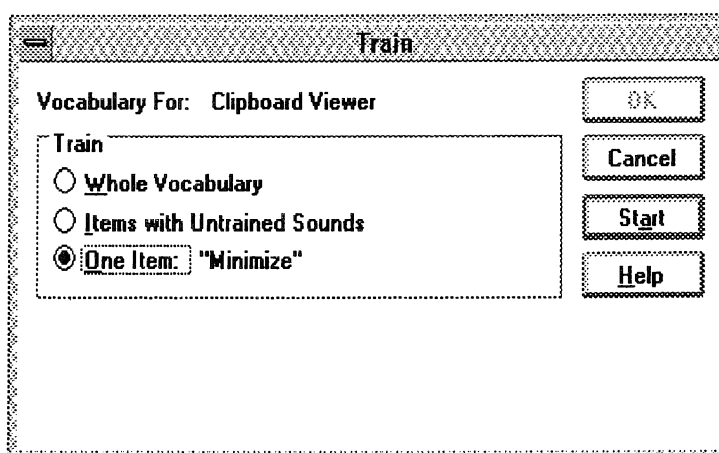 Train
Vocabulary For: Clipboard Viewer
OK
Train
Cancel
Whole Vocabulary
Items with Untrained Sounds
Start
One Item: "Minimize"
Help